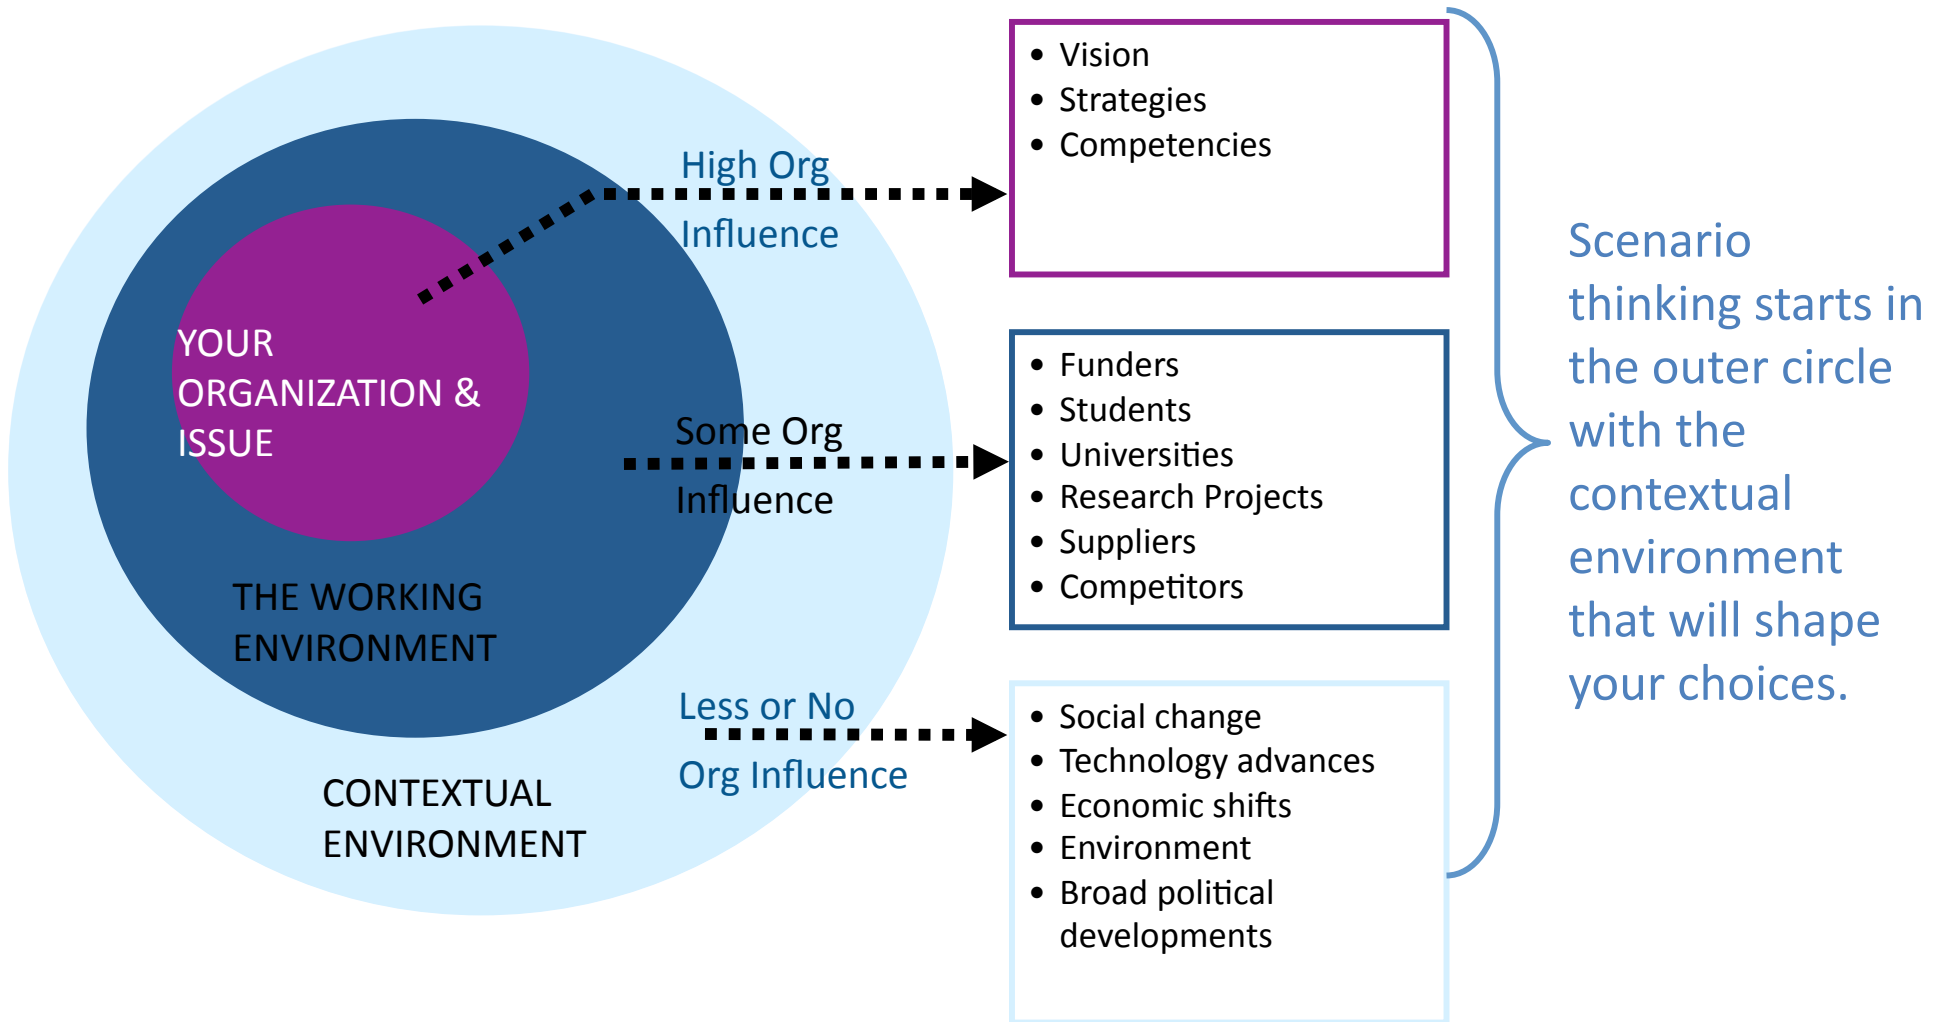 YOUR
ORGANIZATION &
ISSUE
THE WORKING
ENVIRONMENT
CONTEXTUAL
ENVIRONMENT
High Org
Influence
Some Org
Influence
Less or No
Org Influence
• Vision
• Strategies
• Competencies
• Funders
• Students
• Universities
• Research Projects
• Suppliers
• Competitors
• Social change
• Technology advances
• Economic shifts
• Environment
• Broad political
developments
Scenario
thinking starts in
the outer circle
with the
contextual
environment
that will shape
your choices.